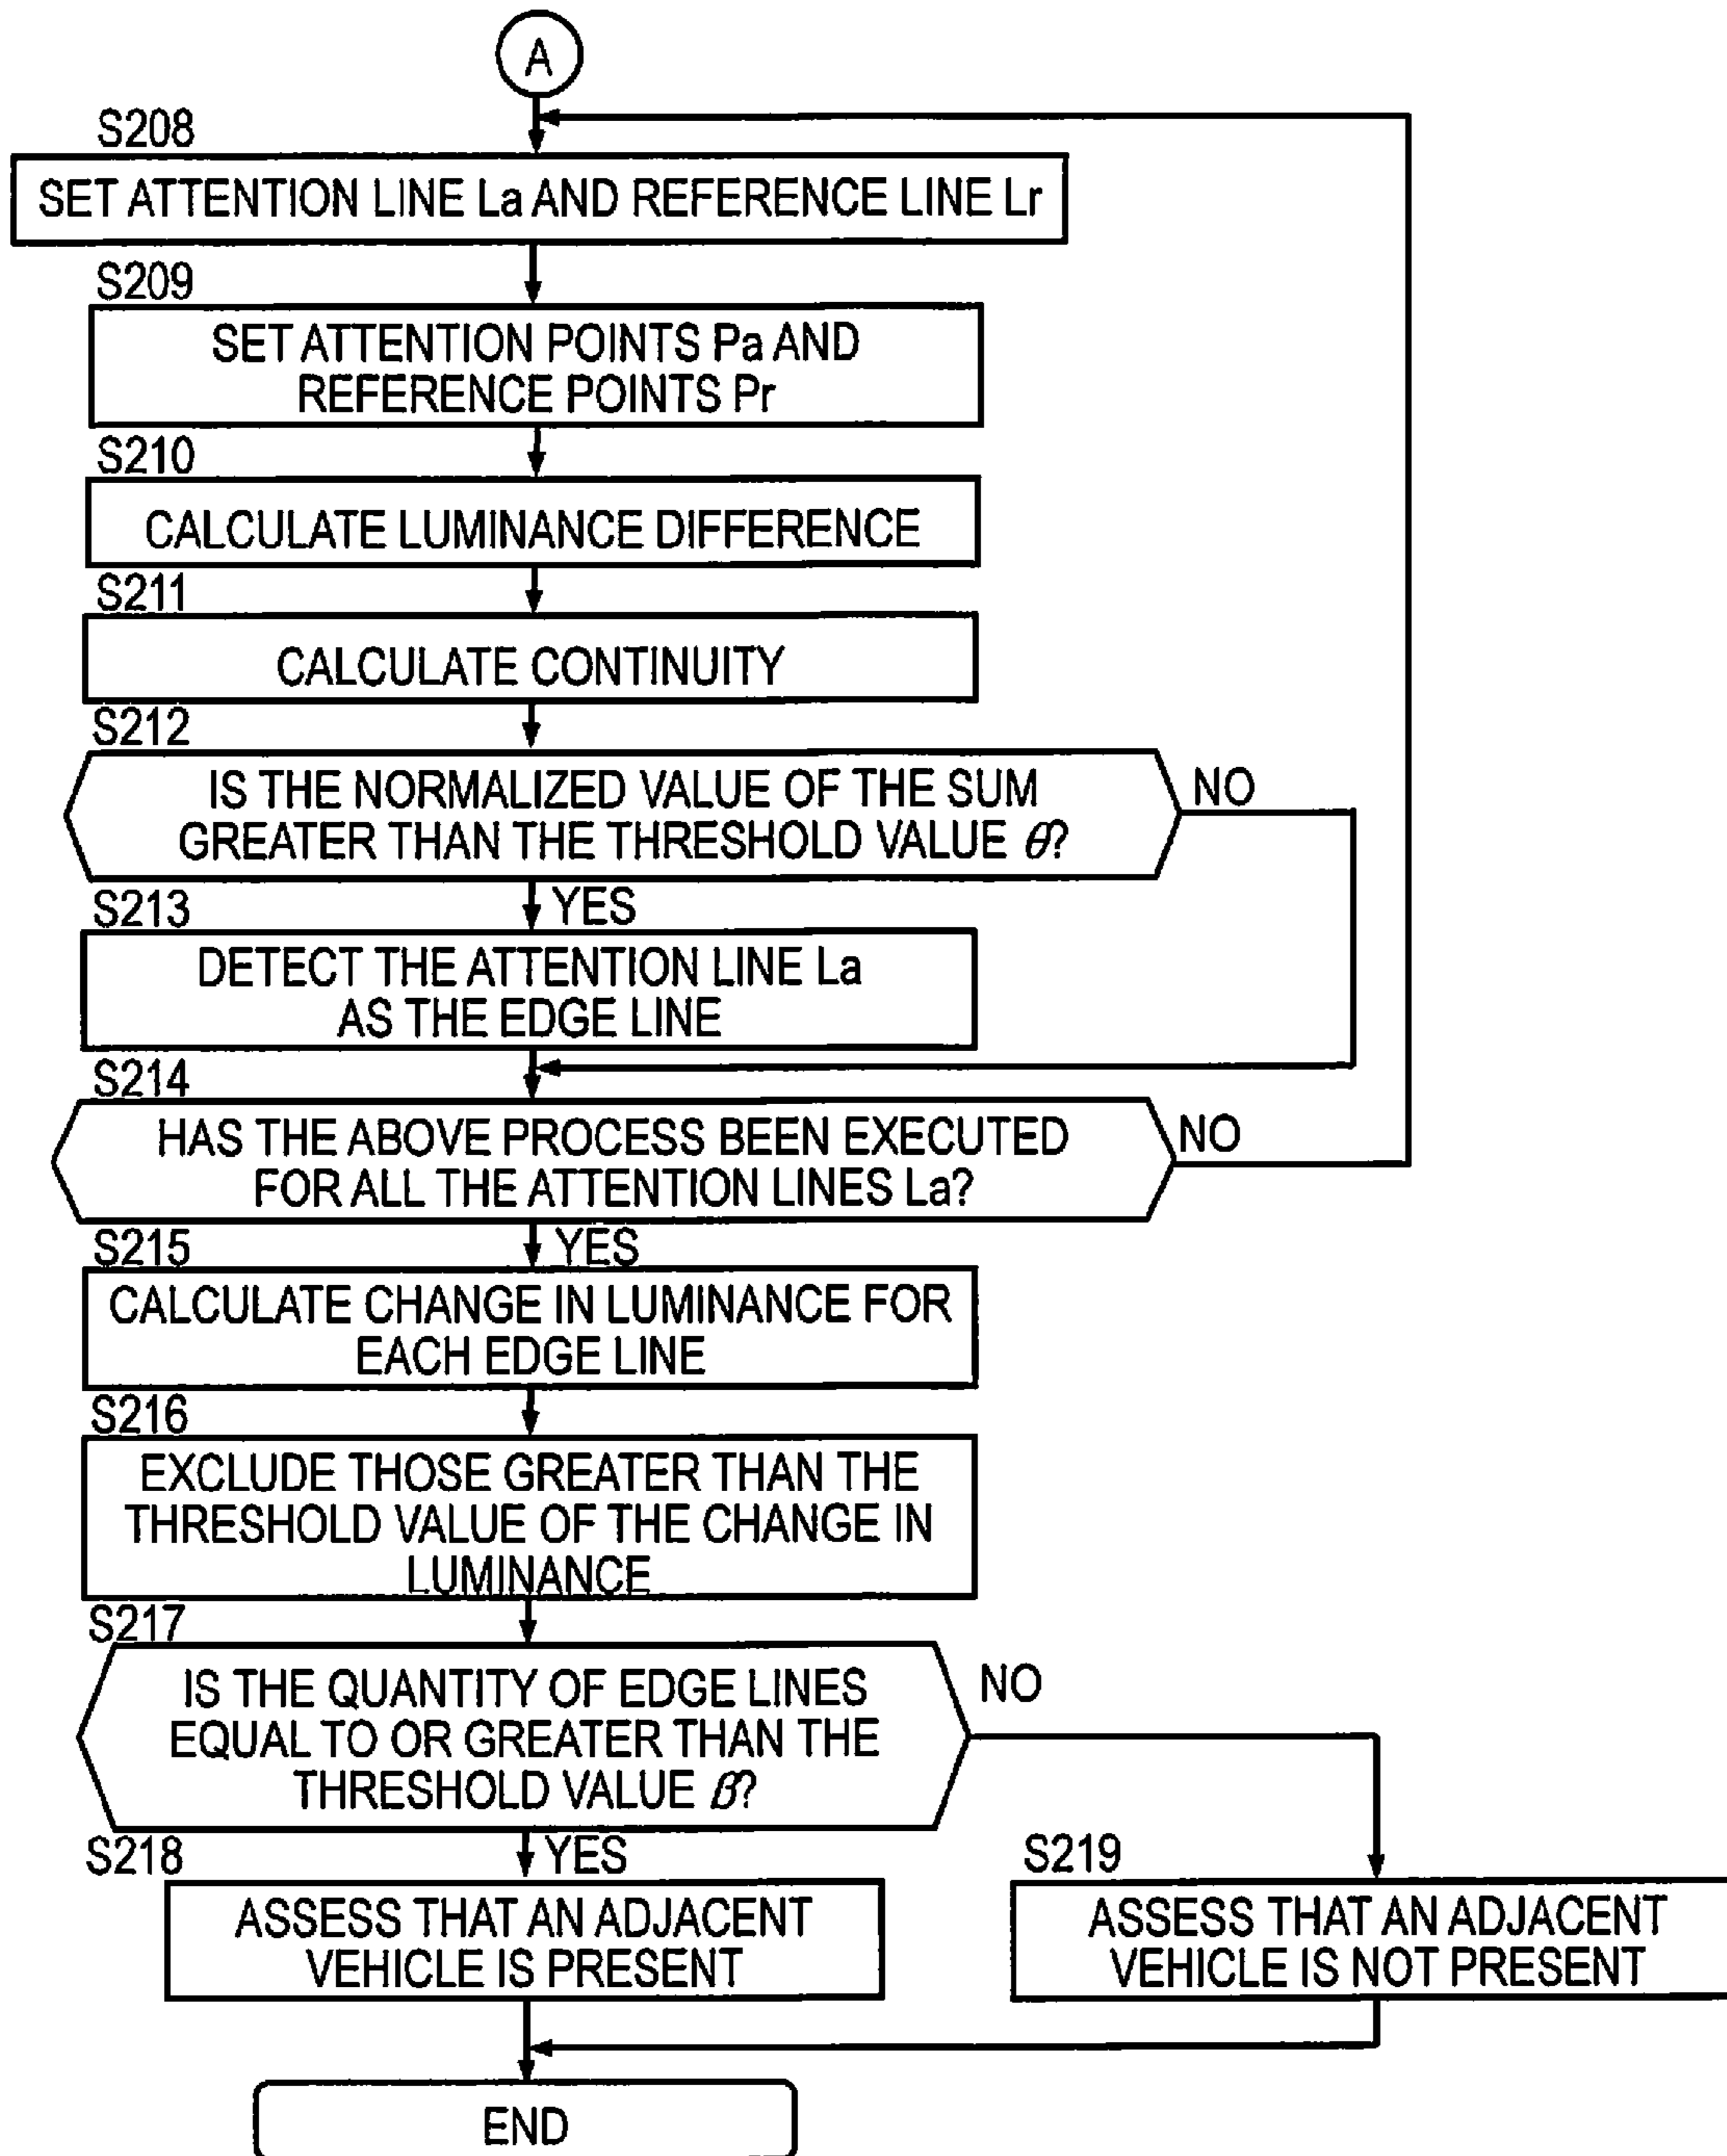 A
S208
SET ATTENTION LINE La AND REFERENCE LINE Lr
S209
SET ATTENTION POINTS Pa AND
REFERENCE POINTS Pr
S210
CALCULATE LUMINANCE DIFFERENCE
S211
CALCULATE CONTINUITY
S212
IS THE NORMALIZED VALUE OF THE SUM
GREATER THAN THE THRESHOLD VALUE θ?
NO
YES
S213
DETECT THE ATTENTION LINE La
AS THE EDGE LINE
S214
HAS THE ABOVE PROCESS BEEN EXECUTED
FOR ALL THE ATTENTION LINES La?
NO
YES
S215
CALCULATE CHANGE IN LUMINANCE FOR
EACH EDGE LINE
S216
EXCLUDE THOSE GREATER THAN THE
THRESHOLD VALUE OF THE CHANGE IN
LUMINANCE
S217
IS THE QUANTITY OF EDGE LINES
EQUAL TO OR GREATER THAN THE
THRESHOLD VALUE β?
NO
YES
S218
ASSESS THAT AN ADJACENT
VEHICLE IS PRESENT
S219
ASSESS THAT AN ADJACENT
VEHICLE IS NOT PRESENT
END